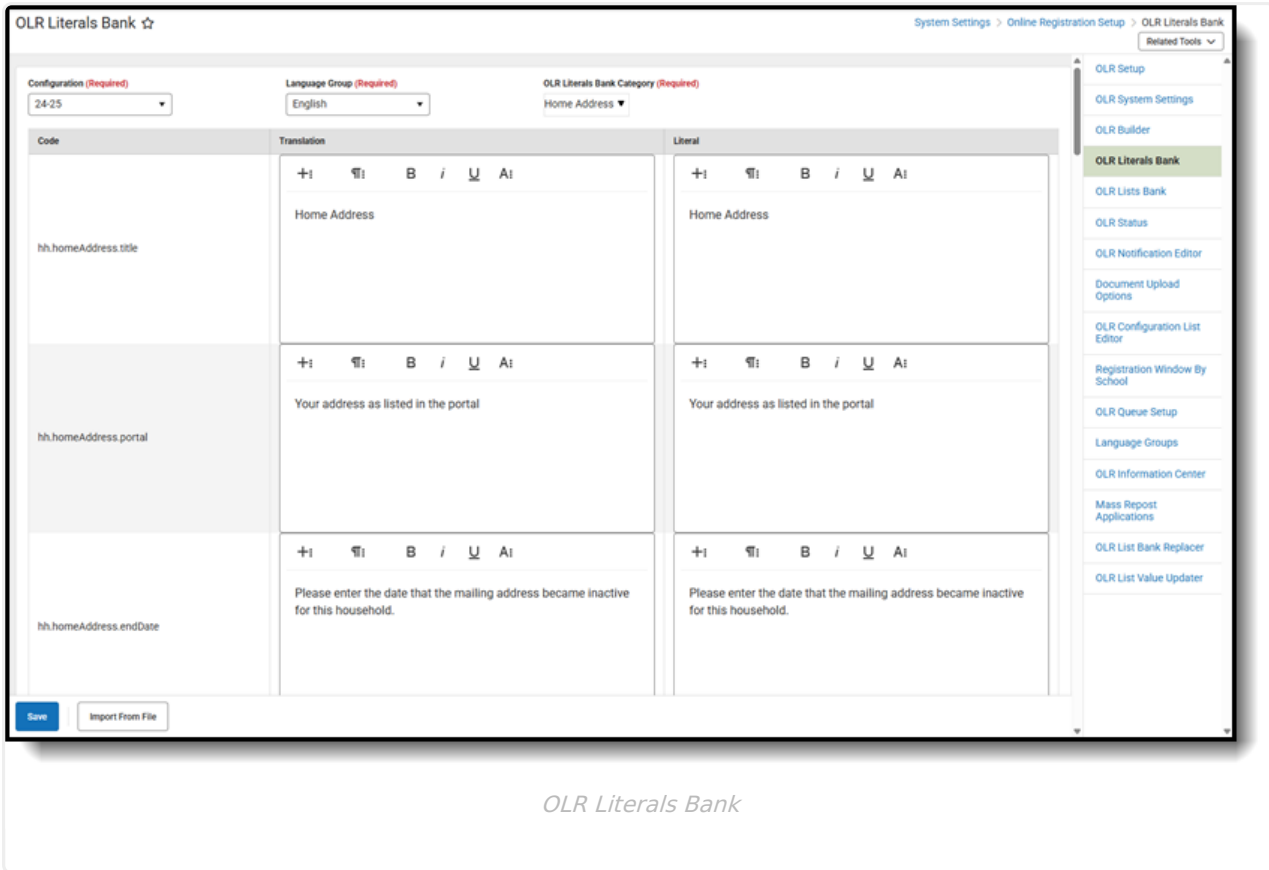 OLR Literals Bank
System Settings > Online Registration Setup > OLR Literals Bank
Related Tools
Configuration (Required)
Language Group (Required)
OLR Literals Bank Category (Required)
24-25
English
Home Address
Code
Translation
Literal
hh.homeAddress.title
B i U A
Home Address
B i U A
Home Address
hh.homeAddress.portal
B i U A
Your address as listed in the portal
B i U A
Your address as listed in the portal
hh.homeAddress.endDate
B i U A
Please enter the date that the mailing address became inactive
for this household.
B i U A
Please enter the date that the mailing address became inactive
for this household.
Save
Import From File
OLR Setup
OLR System Settings
OLR Builder
OLR Literals Bank
OLR Lists Bank
OLR Status
OLR Notification Editor
Document Upload
Options
OLR Configuration List
Editor
Registration Window By
School
OLR Queue Setup
Language Groups
OLR Information Center
Mass Repost
Applications
OLR List Bank Replacer
OLR List Value Updater
OLR Literals Bank